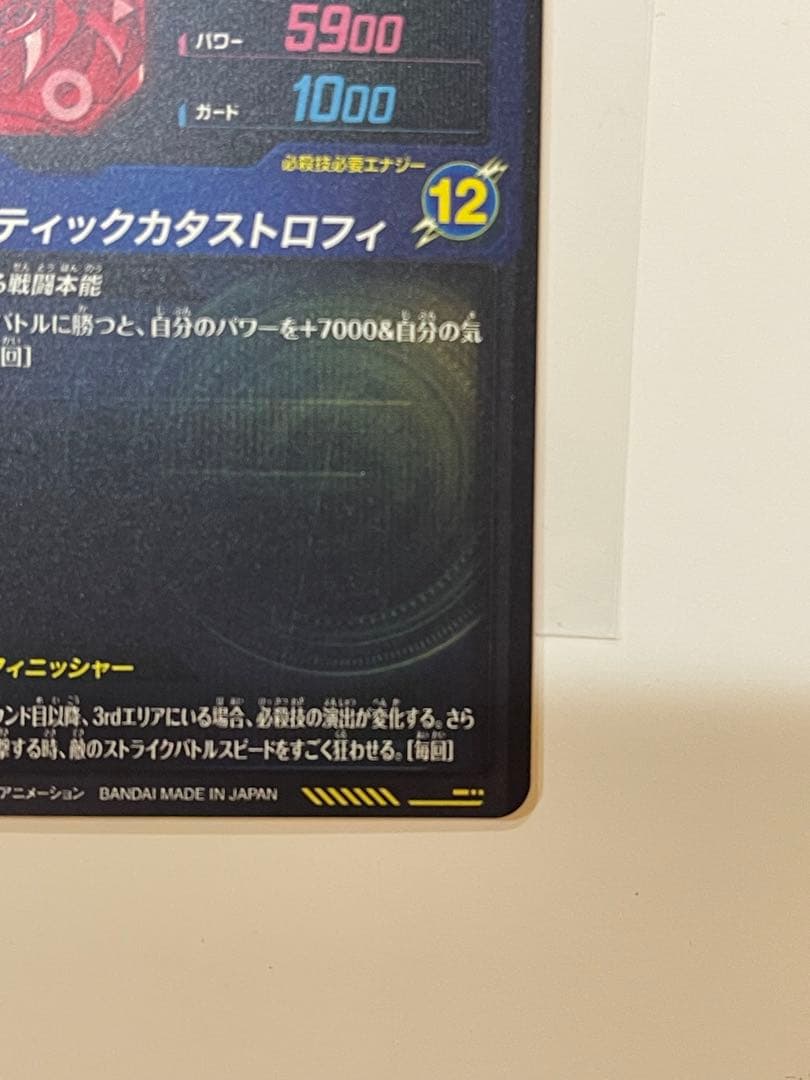 パワー 5900
ガード 1000
必殺技必要エナジー
12
ティックカタストロフィ
る戦闘本能
バトルに勝つと、自分のパワーを+7000&自分の気
回]
フィニッシャー
ウンド目以降、3rdエリアにいる場合、必殺技の演出が変化する。さら
撃する時、敵のストライクバトルスピードをすごく狂わせる。[毎回]
アニメーション BANDAI MADE IN JAPAN